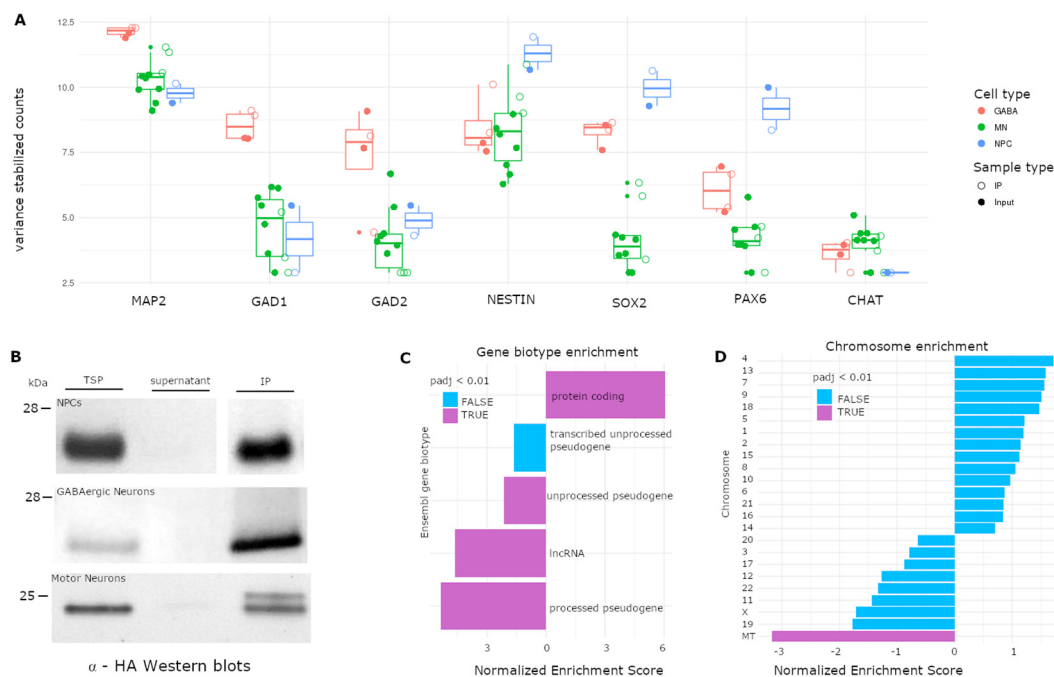 A
12.5
10.0
7.5
5.0
2.5
variance stabilized counts
MAP2
GAD1
GAD2
NESTIN
SOX2
PAX6
CHAT
Cell type
GABA
MN
NPC
Sample type
IP
Input
B
kDa
TSP
supernatant
IP
28
NPCs
28
GABAergic Neurons
25
Motor Neurons
α - HA Western blots
C
Gene biotype enrichment
padj < 0.01
FALSE
TRUE
Ensembl gene biotype
protein coding
transcribed unprocessed
pseudogene
unprocessed pseudogene
lncRNA
processed pseudogene
3
0
3
6
Normalized Enrichment Score
D
Chromosome enrichment
padj < 0.01
FALSE
TRUE
Chromosome
4
13
7
9
18
5
1
2
15
8
10
6
21
16
14
20
3
17
12
22
11
X
19
MT
-3
-2
-1
0
1
Normalized Enrichment Score